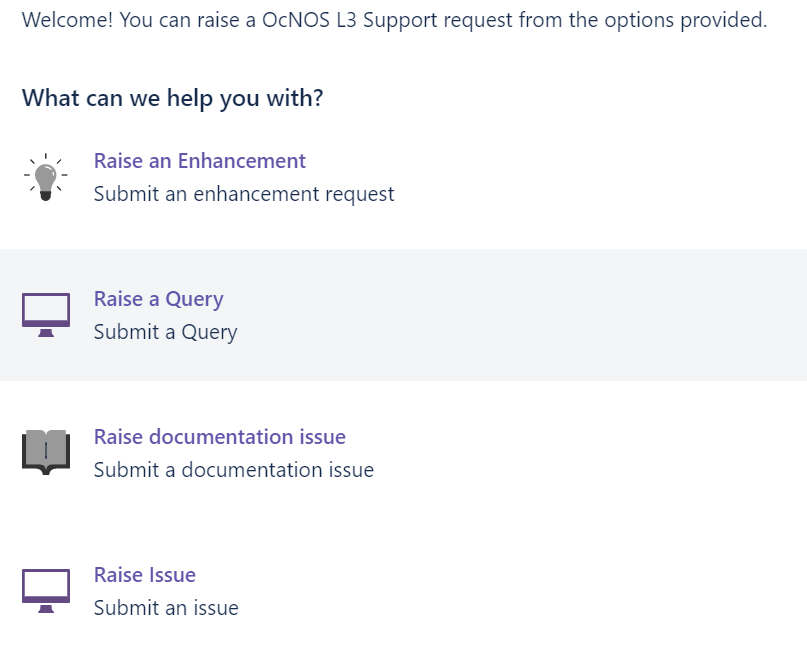 Welcome! You can raise a OcNOS L3 Support request from the options provided.
What can we help you with?
Raise an Enhancement
Submit an enhancement request
Raise a Query
Submit a Query
Raise documentation issue
Submit a documentation issue
Raise Issue
Submit an issue